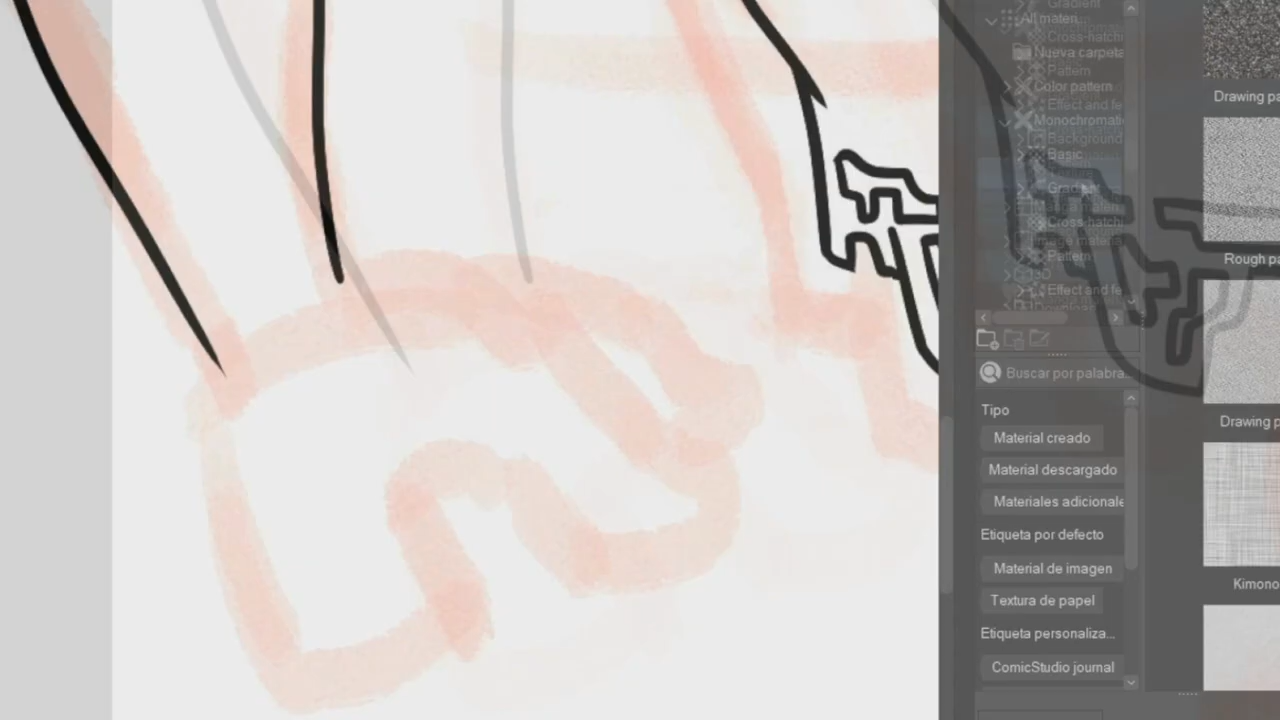 Gradient
All materi...
Cross-hatchi
Nueva carpeta
Pattern
Color pattern
Effect and fe
Monochromati
Background
Basic
Gradient
Cross-hatchi
Pattern
3D
Effect and fe
Buscar por palabra...
Tipo
Material creado
Material descargado
Materiales adicionale
Etiqueta por defecto
Material de imagen
Textura de papel
Etiqueta personaliza...
ComicStudio journal
Drawing pa
Rough pa
Drawing p
Kimono